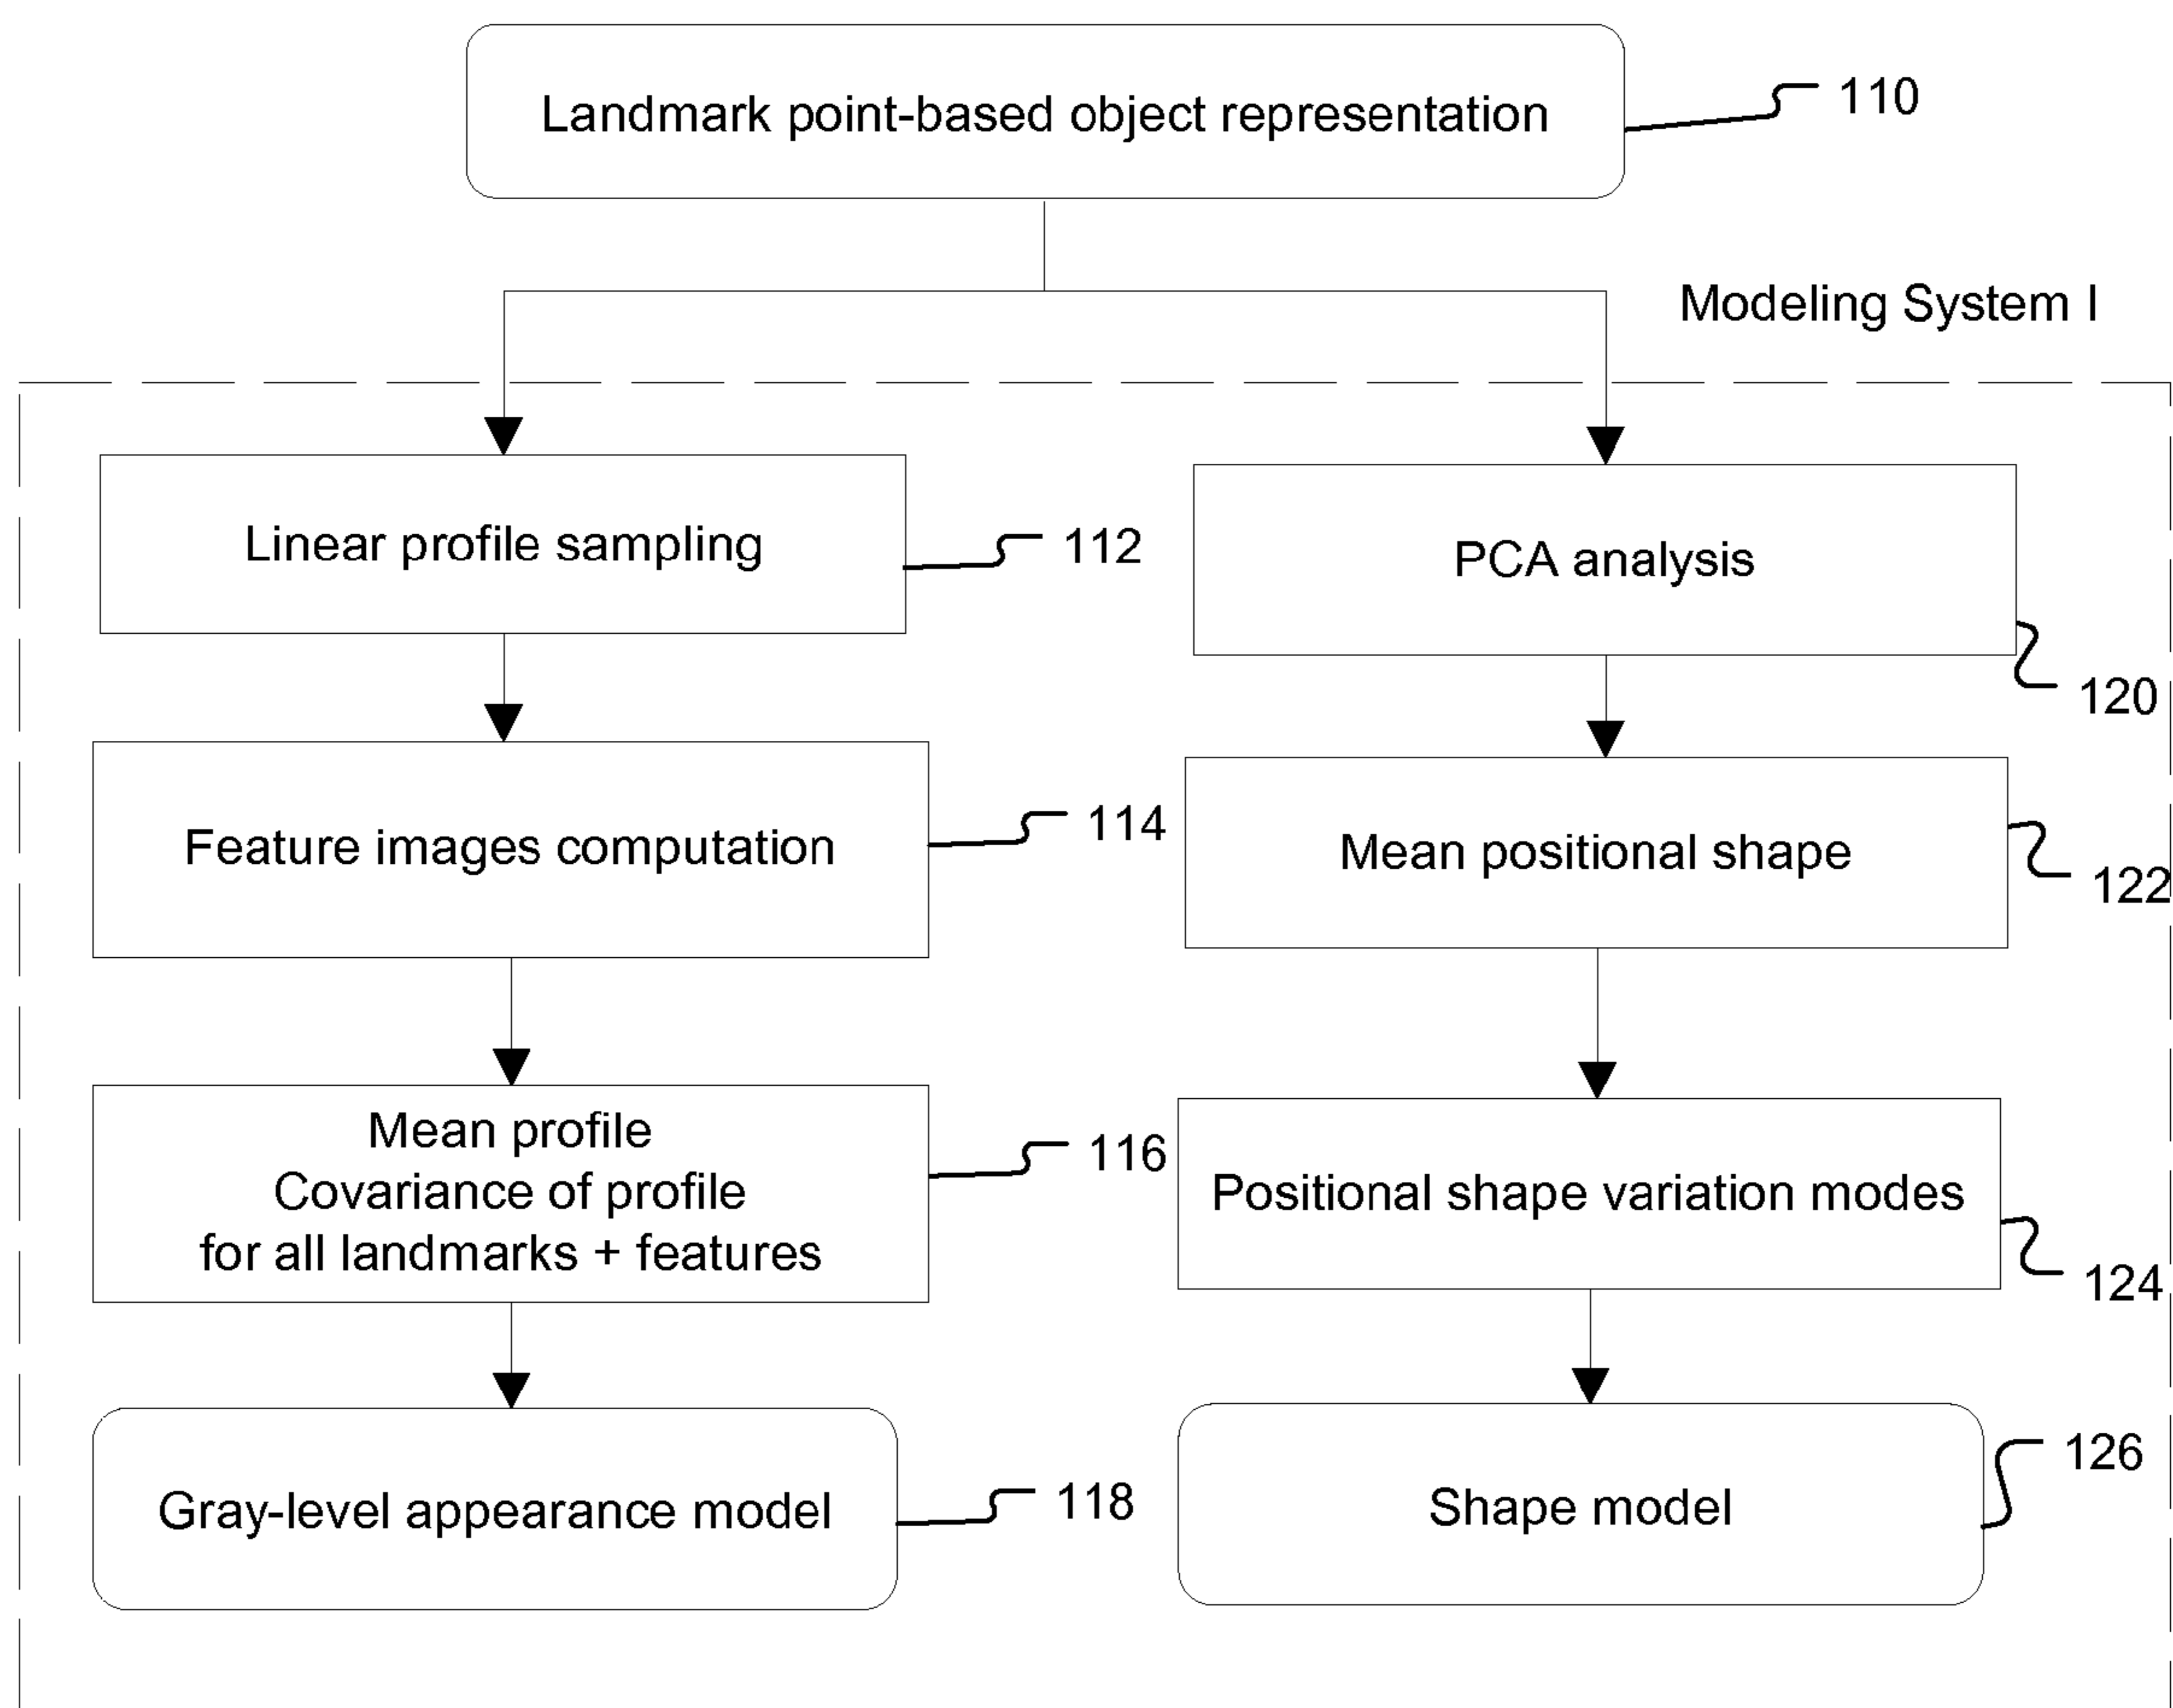 Landmark point-based object representation
110
Modeling System I
Linear profile sampling
112
PCA analysis
120
Feature images computation
114
Mean positional shape
122
Mean profile
Covariance of profile
for all landmarks + features
116
Positional shape variation modes
124
Gray-level appearance model
118
Shape model
126